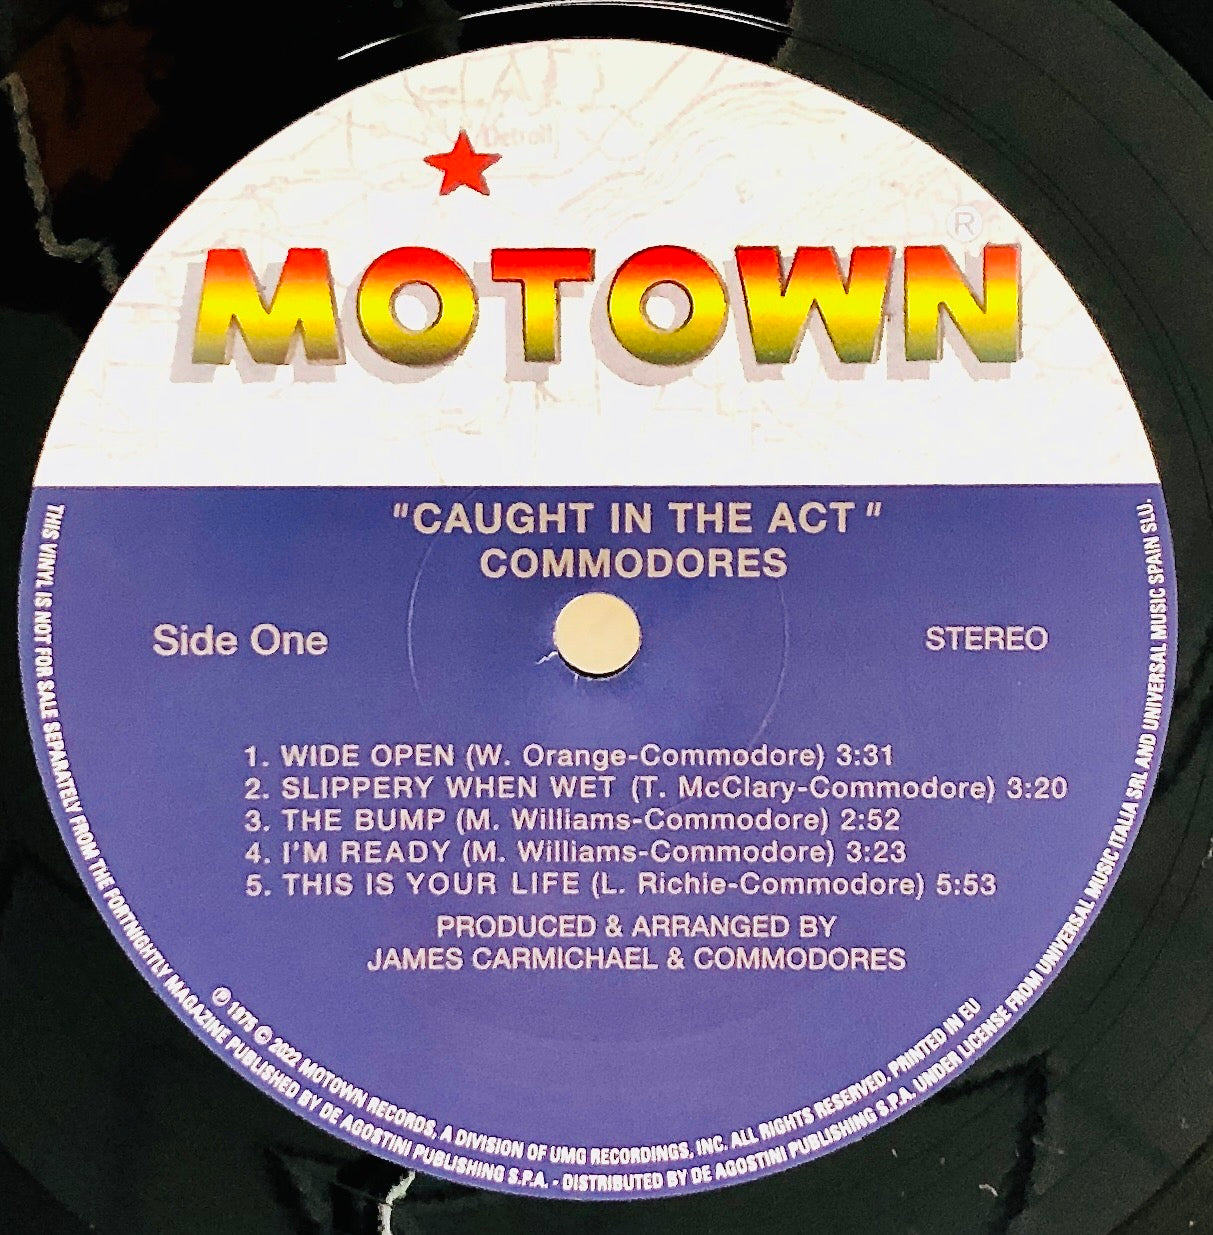 Detroit
®
MOTOWN
"CAUGHT IN THE ACT"
COMMODORES
Side One
STEREO
1. WIDE OPEN (W. Orange-Commodore) 3:31
2. SLIPPERY WHEN WET (T. McClary-Commodore) 3:20
3. THE BUMP (M. Williams-Commodore) 2:52
4. I'M READY (M. Williams-Commodore) 3:23
5. THIS IS YOUR LIFE (L. Richie-Commodore) 5:53
PRODUCED & ARRANGED BY
JAMES CARMICHAEL & COMMODORES
℗ 1975 © 2022 MOTOWN RECORDS, A DIVISION OF UMG RECORDINGS, INC. ALL RIGHTS RESERVED. PRINTED IN EU
THIS VINYL IS NOT FOR SALE SEPARATELY FROM THE FORTNIGHTLY MAGAZINE PUBLISHED BY DE AGOSTINI PUBLISHING S.P.A. - DISTRIBUTED BY DE AGOSTINI PUBLISHING S.P.A. UNDER LICENSE FROM UNIVERSAL MUSIC ITALIA SRL AND UNIVERSAL MUSIC SPAIN SLU.